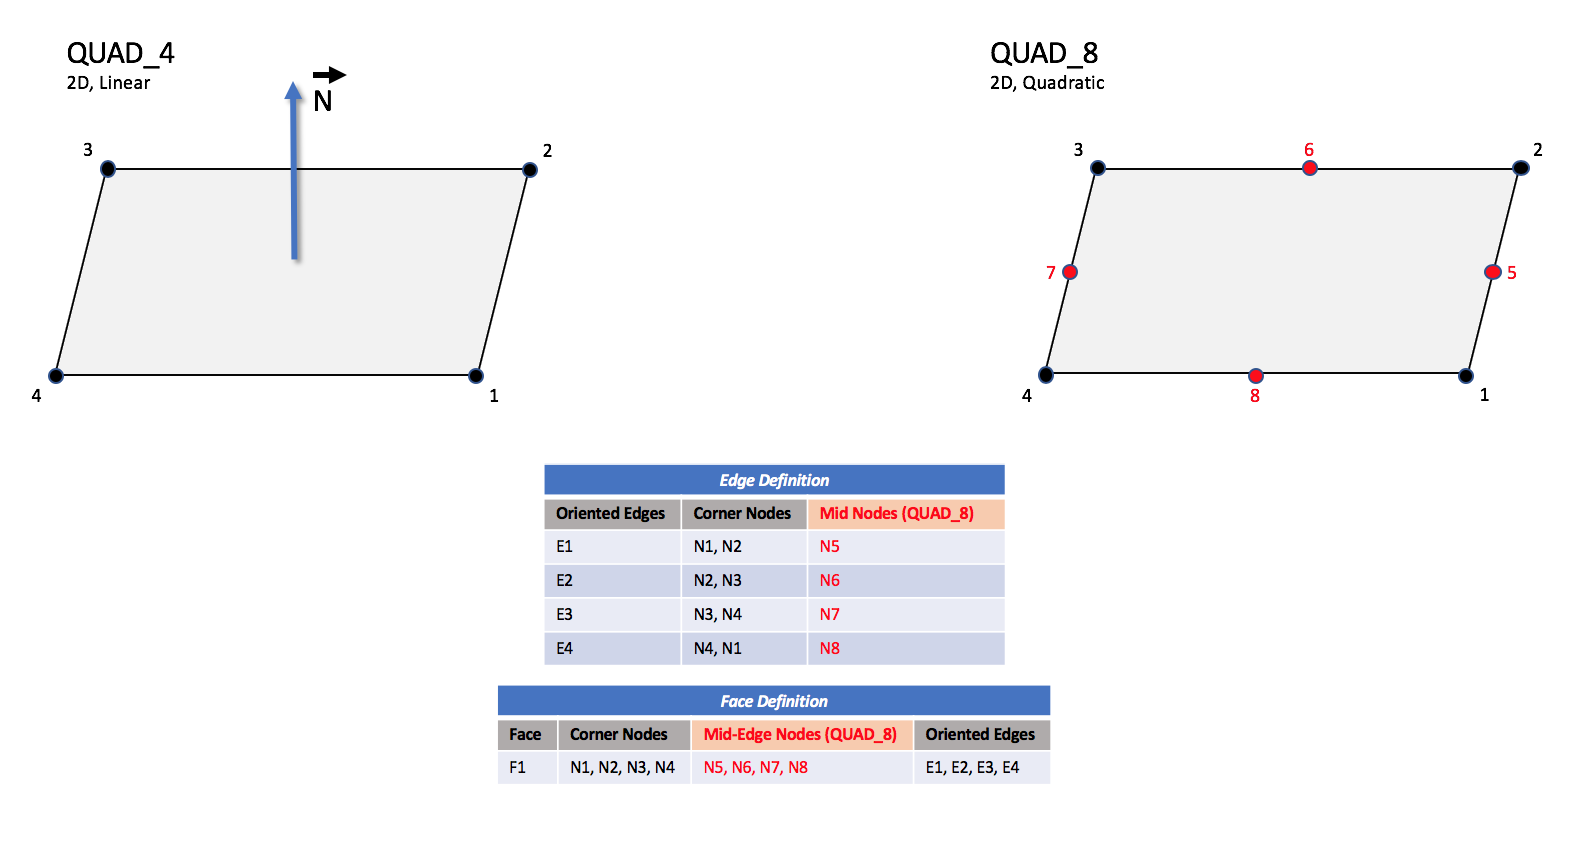 QUAD_4
2D, Linear
N
3
2
4
1
QUAD_8
2D, Quadratic
3
6
2
7
5
4
8
1
Edge Definition
Oriented Edges Corner Nodes Mid Nodes (QUAD_8)
E1 N1, N2 N5
E2 N2, N3 N6
E3 N3, N4 N7
E4 N4, N1 N8
Face Definition
Face Corner Nodes Mid-Edge Nodes (QUAD_8) Oriented Edges
F1 N1, N2, N3, N4 N5, N6, N7, N8 E1, E2, E3, E4